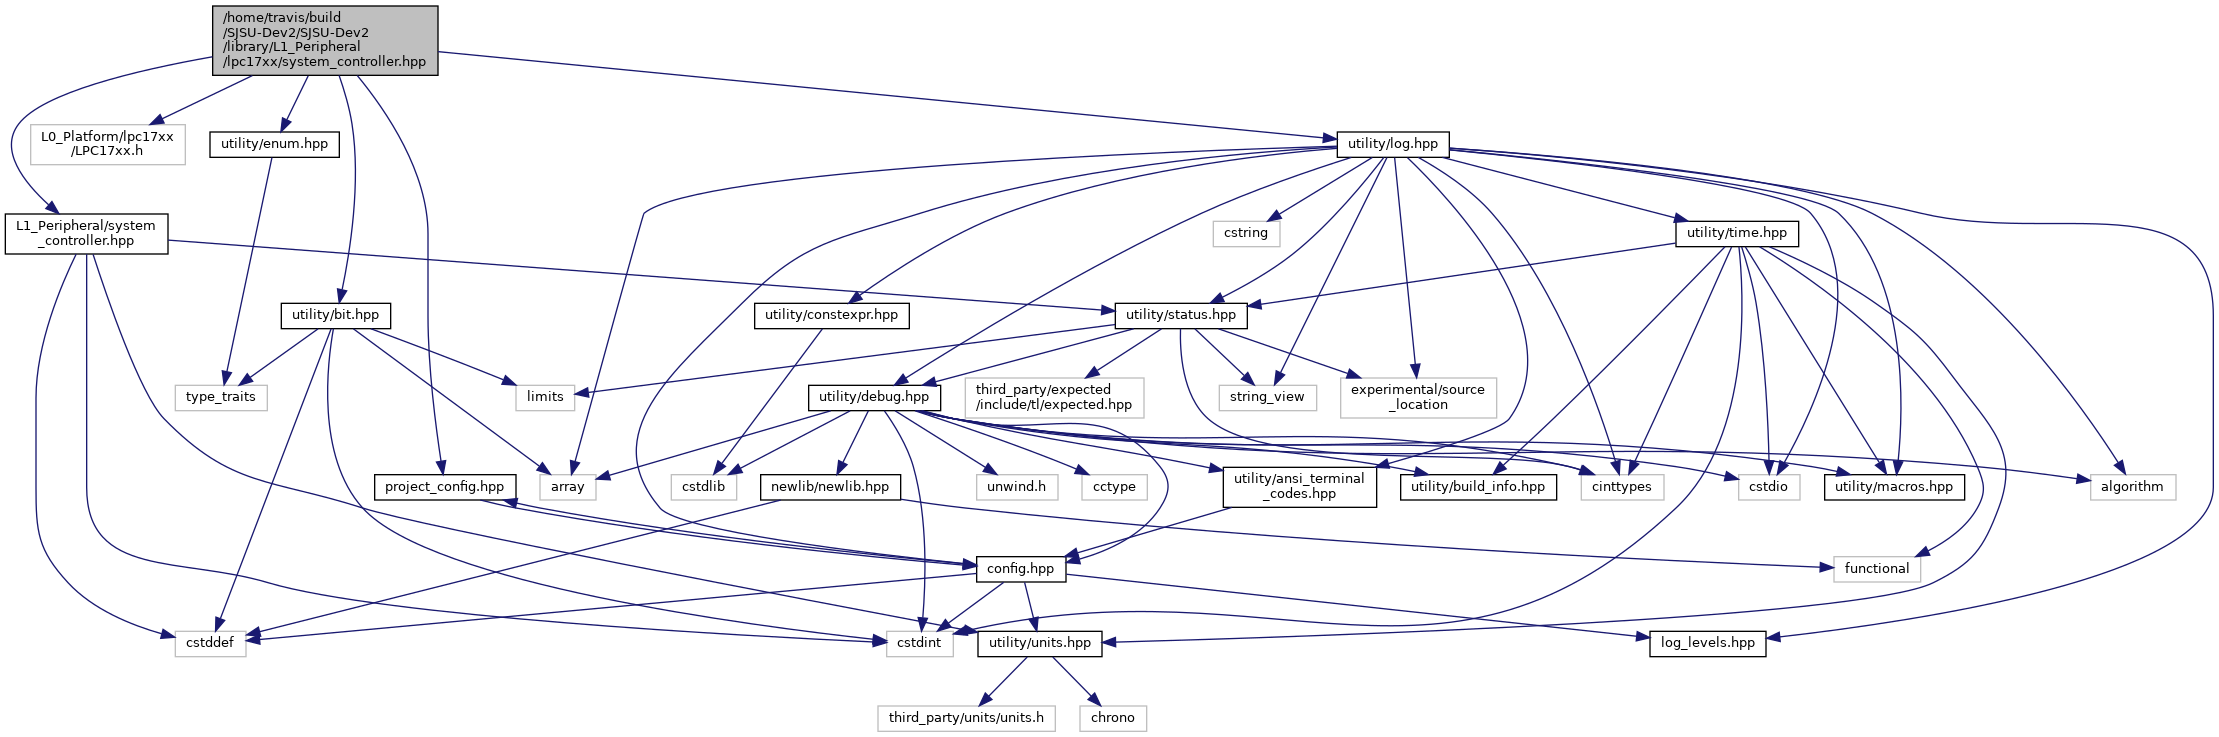 /home/travis/build
/SJSU-Dev2/SJSU-Dev2
/library/L1_Peripheral
/lpc17xx/system_controller.hpp
L0_Platform/lpc17xx
/LPC17xx.h
utility/enum.hpp
utility/log.hpp
L1_Peripheral/system
_controller.hpp
cstring
utility/time.hpp
utility/bit.hpp
utility/constexpr.hpp
utility/status.hpp
type_traits
limits
utility/debug.hpp
third_party/expected
/include/tl/expected.hpp
string_view
experimental/source
_location
project_config.hpp
array
cstdlib
newlib/newlib.hpp
unwind.h
cctype
utility/ansi_terminal
_codes.hpp
utility/build_info.hpp
cinttypes
cstdio
utility/macros.hpp
algorithm
config.hpp
functional
cstddef
cstdint
utility/units.hpp
log_levels.hpp
third_party/units/units.h
chrono